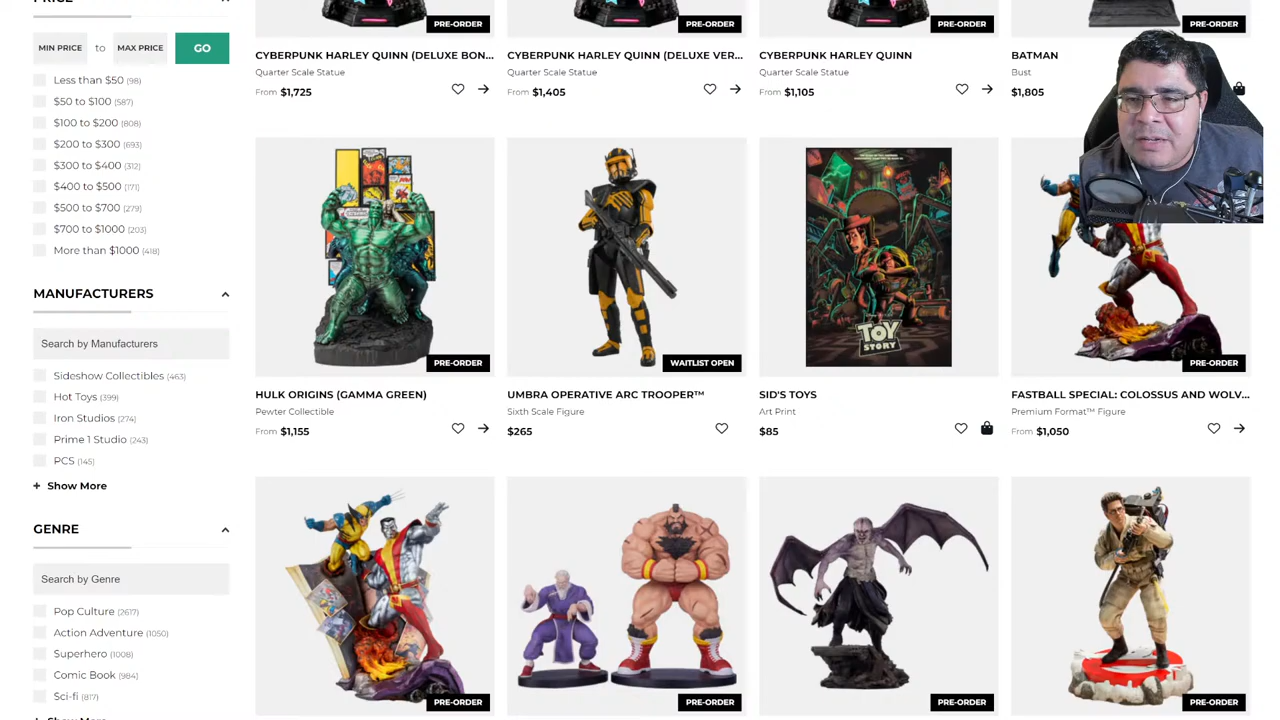 PRICE
MIN PRICE to MAX PRICE GO
Less than $50 (98)
$50 to $100 (587)
$100 to $200 (808)
$200 to $300 (693)
$300 to $400 (312)
$400 to $500 (171)
$500 to $700 (279)
$700 to $1000 (203)
More than $1000 (418)
MANUFACTURERS
Search by Manufacturers
Sideshow Collectibles (463)
Hot Toys (399)
Iron Studios (274)
Prime 1 Studio (243)
PCS (145)
+ Show More
GENRE
Search by Genre
Pop Culture (2617)
Action Adventure (1050)
Superhero (1008)
Comic Book (984)
Sci-fi (817)
+ Show More
PRE-ORDER
CYBERPUNK HARLEY QUINN (DELUXE BON...
Quarter Scale Statue
From $1,725
PRE-ORDER
CYBERPUNK HARLEY QUINN (DELUXE VER...
Quarter Scale Statue
From $1,405
PRE-ORDER
CYBERPUNK HARLEY QUINN
Quarter Scale Statue
From $1,105
PRE-ORDER
BATMAN
Bust
$1,805
PRE-ORDER
HULK ORIGINS (GAMMA GREEN)
Pewter Collectible
From $1,155
WAITLIST OPEN
UMBRA OPERATIVE ARC TROOPER™
Sixth Scale Figure
$265
TOY
STORY
SID'S TOYS
Art Print
$85
PRE-ORDER
FASTBALL SPECIAL: COLOSSUS AND WOLV...
Premium Format™ Figure
From $1,050
PRE-ORDER
PRE-ORDER
PRE-ORDER
PRE-ORDER